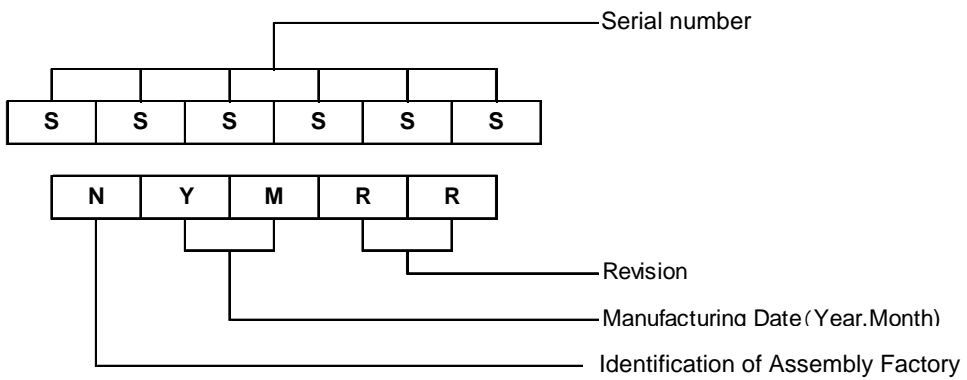 Serial number
S S S S S S
N Y M R R
Revision
Manufacturing Date(Year.Month)
Identification of Assembly Factory